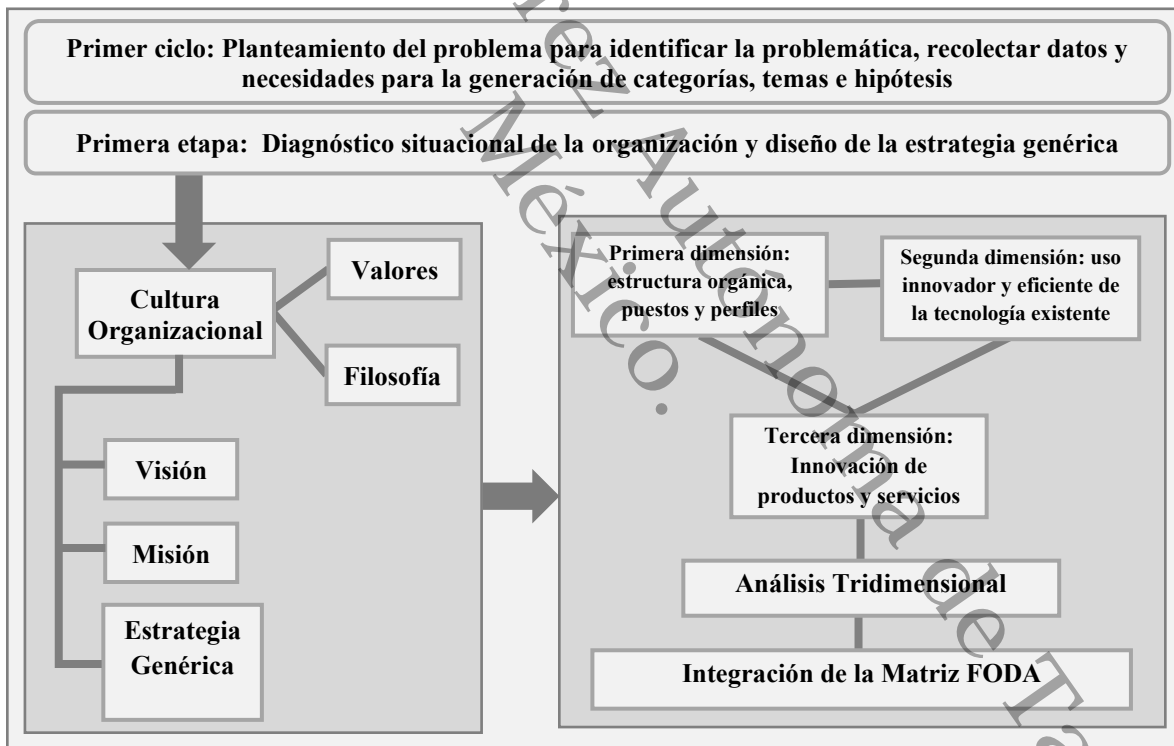 Primer ciclo: Planteamiento del problema para identificar la problemática, recolectar datos y
necesidades para la generación de categorías, temas e hipótesis
Primera etapa: Diagnóstico situacional de la organización y diseño de la estrategia genérica
Cultura
Organizacional
Valores
Filosofía
Visión
Misión
Estrategia
Genérica
Primera dimensión:
estructura orgánica,
puestos y perfiles
Segunda dimensión: uso
innovador y eficiente de
la tecnología existente
Tercera dimensión:
Innovación de
productos y servicios
Análisis Tridimensional
Integración de la Matriz FODA
Autónoma de
México.